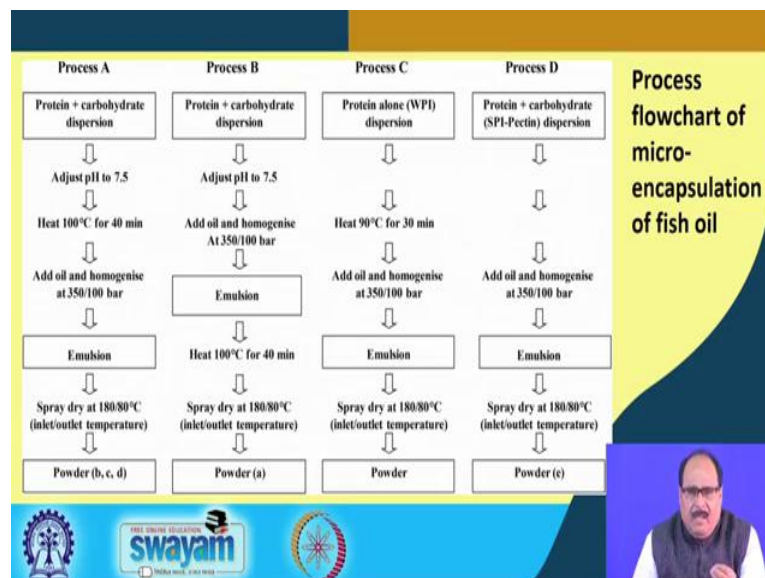 Process A
Protein + carbohydrate
dispersion
Adjust pH to 7.5
Heat 100°C for 40 min
Add oil and homogenise
at 350/100 bar
Emulsion
Spray dry at 180/80°C
(inlet/outlet temperature)
Powder (b, c, d)
Process B
Protein + carbohydrate
dispersion
Adjust pH to 7.5
Add oil and homogenise
At 350/100 bar
Emulsion
Heat 100°C for 40 min
Spray dry at 180/80°C
(inlet/outlet temperature)
Powder (a)
Process C
Protein alone (WPI)
dispersion
Heat 90°C for 30 min
Add oil and homogenise
at 350/100 bar
Emulsion
Spray dry at 180/80°C
(inlet/outlet temperature)
Powder
Process D
Protein + carbohydrate
(SPI-Pectin) dispersion
Add oil and homogenise
at 350/100 bar
Emulsion
Spray dry at 180/80°C
(inlet/outlet temperature)
Powder (e)
Process
flowchart of
micro-
encapsulation
of fish oil
FREE ONLINE EDUCATION
swayam